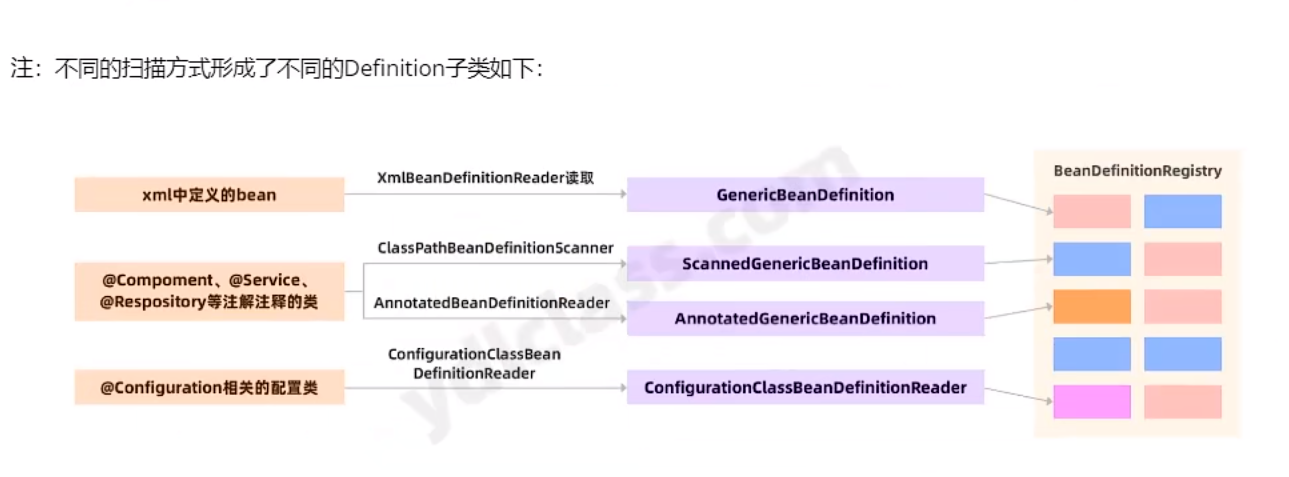 注：不同的扫描方式形成了不同的Definition子类如下：
xml中定义的bean
XmlBeanDefinitionReader读取
GenericBeanDefinition
BeanDefinitionRegistry
@Compoment、@Service、
@Respository等注解注释的类
ClassPathBeanDefinitionScanner
ScannedGenericBeanDefinition
AnnotatedBeanDefinitionReader
AnnotatedGenericBeanDefinition
@Configuration相关的配置类
ConfigurationClassBean
DefinitionReader
ConfigurationClassBeanDefinitionReader
ydlclass.com